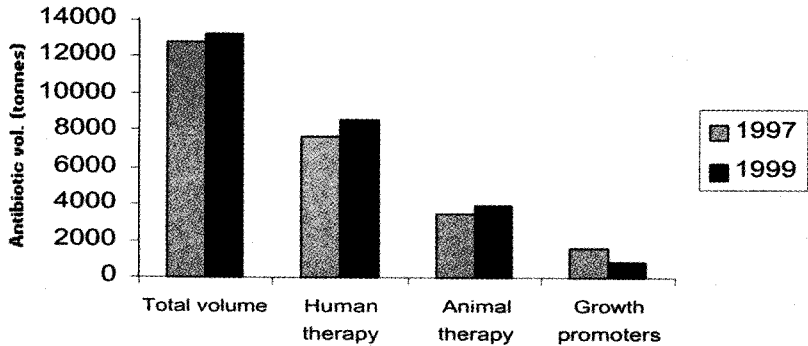 Antibiotic vol. (tonnes)
14000
12000
10000
8000
6000
4000
2000
0
Total volume
Human
therapy
Animal
therapy
Growth
promoters
1997
1999